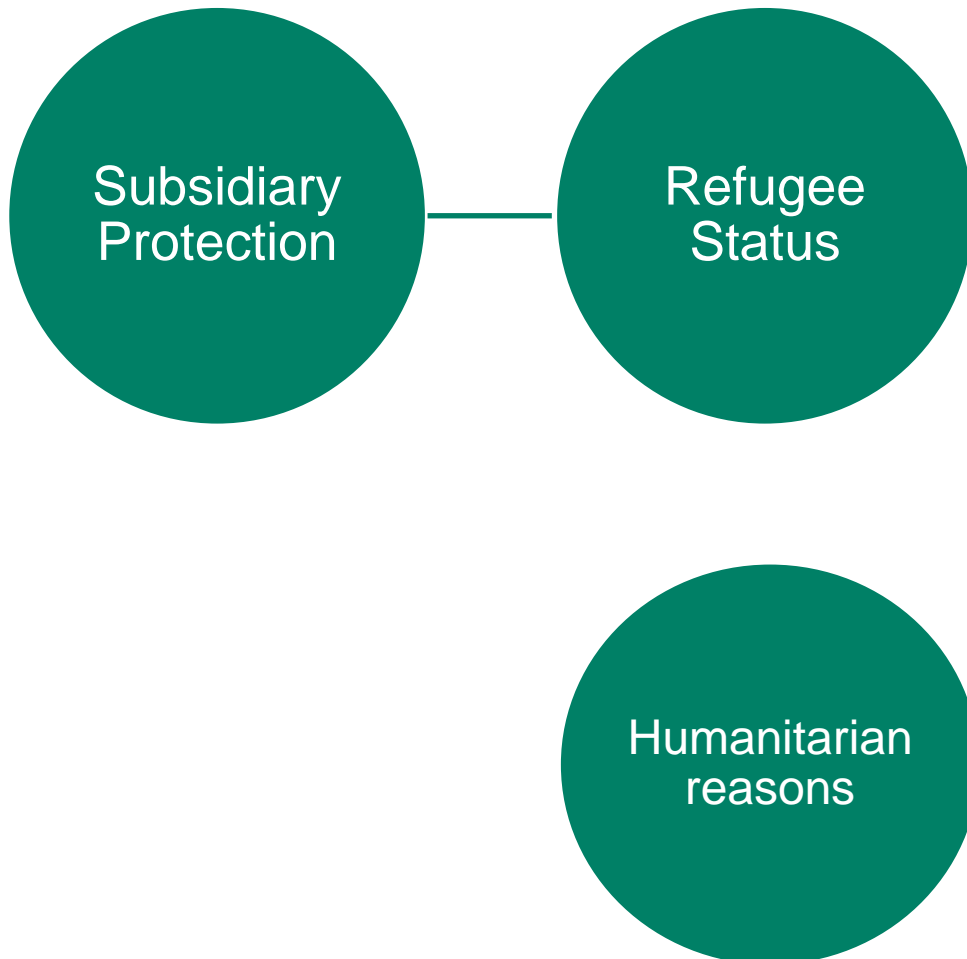 Subsidiary
Protection
Refugee
Status
Humanitarian
reasons